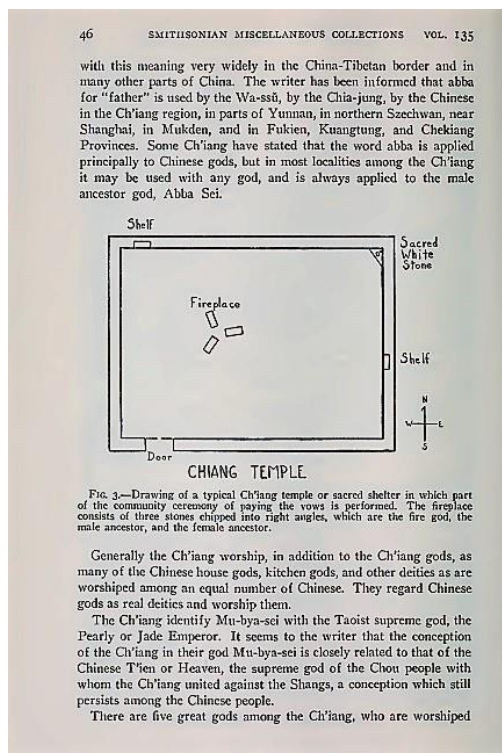 46 SMITHSONIAN MISCELLANEOUS COLLECTIONS VOL. 135
with this meaning very widely in the China-Tibetan border and in
many other parts of China. The writer has been informed that abba
for "father" is used by the Wa-ssŭ, by the Chia-jung, by the Chinese
in the Ch'iang region, in parts of Yunnan, in northern Szechwan, near
Shanghai, in Mukden, and in Fukien, Kuangtung, and Chekiang
Provinces. Some Ch'iang have stated that the word abba is applied
principally to Chinese gods, but in most localities among the Ch'iang
it may be used with any god, and is always applied to the male
ancestor god, Abba Sei.
Shelf
Sacred
White
Stone
Fireplace
Shelf
N
W E
S
Door
CHIANG TEMPLE
FIG. 3.—Drawing of a typical Ch'iang temple or sacred shelter in which part
of the community ceremony of paying the vows is performed. The fireplace
consists of three stones chipped into right angles, which are the fire god, the
male ancestor, and the female ancestor.
Generally the Ch'iang worship, in addition to the Ch'iang gods, as
many of the Chinese house gods, kitchen gods, and other deities as are
worshiped among an equal number of Chinese. They regard Chinese
gods as real deities and worship them.
The Ch'iang identify Mu-bya-sei with the Taoist supreme god, the
Pearly or Jade Emperor. It seems to the writer that the conception
of the Ch'iang in their god Mu-bya-sei is closely related to that of the
Chinese T'ien or Heaven, the supreme god of the Chou people with
whom the Ch'iang united against the Shangs, a conception which still
persists among the Chinese people.
There are five great gods among the Ch'iang, who are worshiped